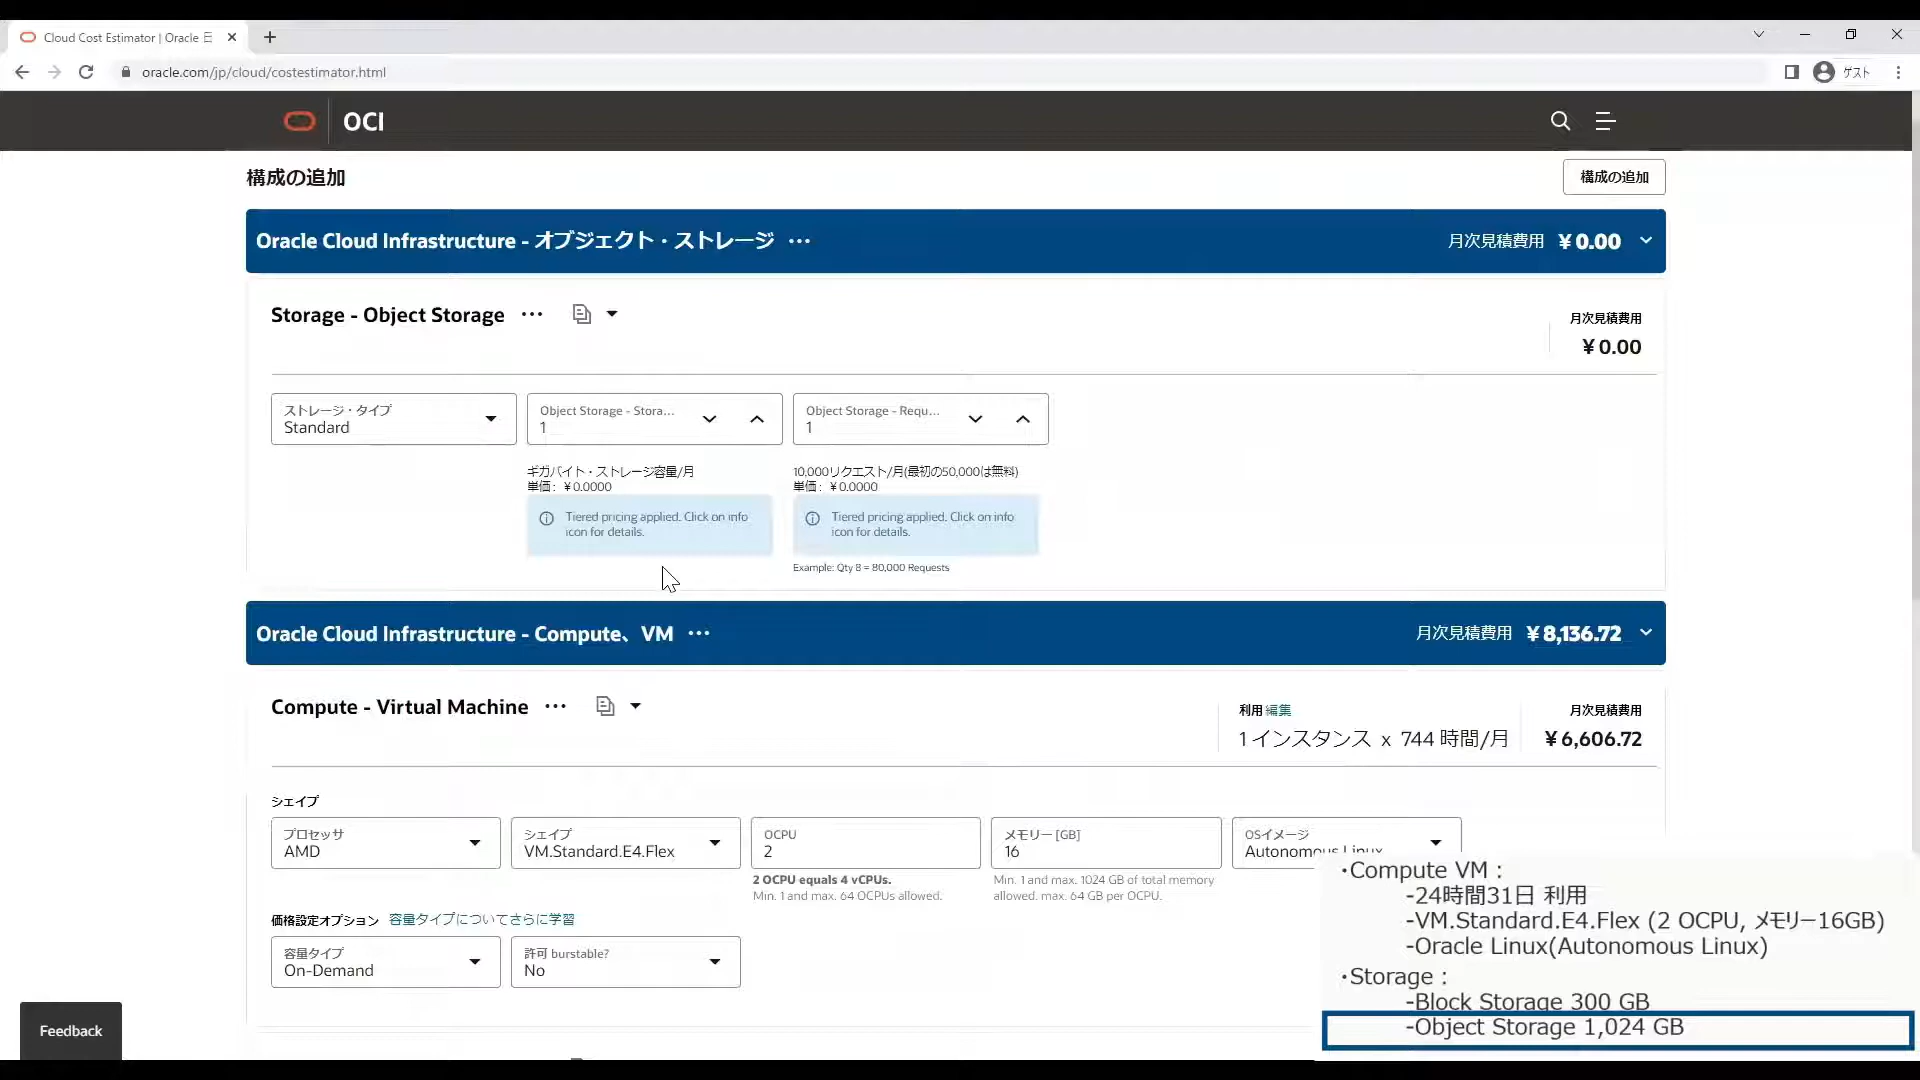 Cloud Cost Estimator | Oracle 日
oracle.com/jp/cloud/costestimator.html
ゲスト
OCI
構成の追加
構成の追加
Oracle Cloud Infrastructure - オブジェクト・ストレージ
月次見積費用 ¥0.00
Storage - Object Storage
月次見積費用
¥0.00
ストレージ・タイプ
Standard
Object Storage - Stora...
1
Object Storage - Requ...
1
ギガバイト・ストレージ容量/月
単価: ¥0.0000
10,000リクエスト/月(最初の50,000は無料)
単価: ¥0.0000
Tiered pricing applied. Click on info
icon for details.
Tiered pricing applied. Click on info
icon for details.
Example: Qty 8 = 80,000 Requests
Oracle Cloud Infrastructure - Compute、VM
月次見積費用 ¥8,136.72
Compute - Virtual Machine
利用 編集
1 インスタンス x 744 時間/月
月次見積費用
¥6,606.72
シェイプ
プロセッサ
AMD
シェイプ
VM.Standard.E4.Flex
OCPU
2
メモリー [GB]
16
OSイメージ
Autonomous Linux
2 OCPU equals 4 vCPUs.
Min. 1 and max. 64 OCPUs allowed.
Min. 1 and max. 1024 GB of total memory
allowed. max. 64 GB per OCPU.
価格設定オプション 容量タイプについてさらに学習
容量タイプ
On-Demand
許可 burstable?
No
・Compute VM :
-24時間31日 利用
-VM.Standard.E4.Flex (2 OCPU, メモリー16GB)
-Oracle Linux(Autonomous Linux)
・Storage :
-Block Storage 300 GB
-Object Storage 1,024 GB
Feedback